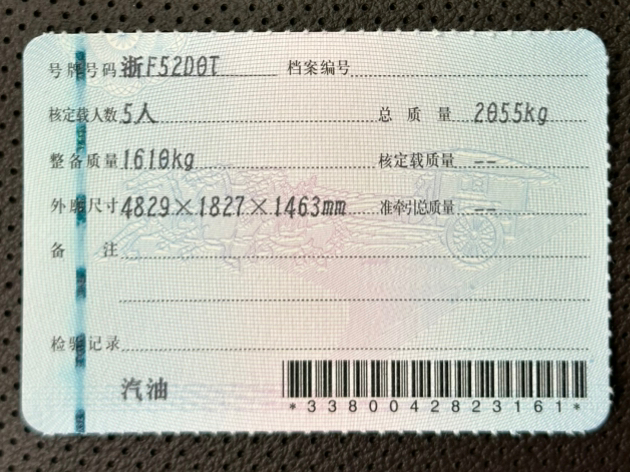 号牌号码 浙F52D0T 档案编号
核定载人数 5人 总质量 2055kg
整备质量 1610kg 核定载质量 --
外廓尺寸 4829×1827×1463mm 准牵引总质量 --
备注
检验记录
汽油
*3380042823161*